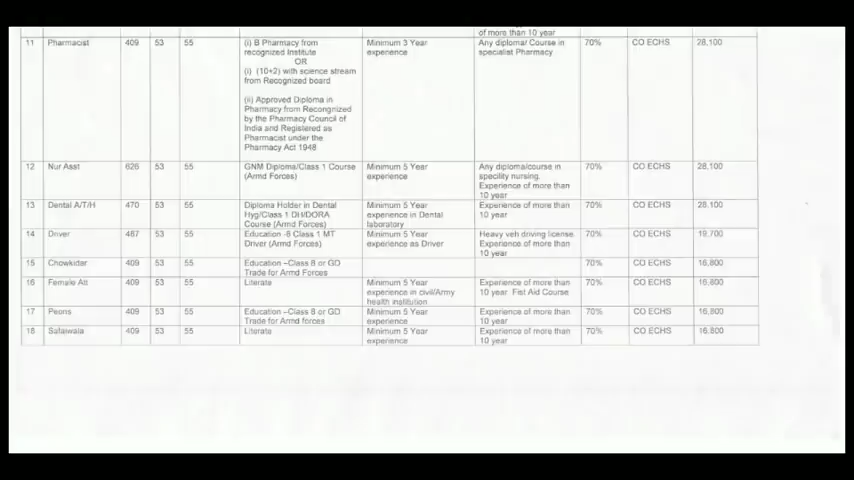 of more than 10 year
11 Pharmacist 409 53 55 (i) B Pharmacy from Minimum 3 Year Any diploma/ Course in 70% CO ECHS 28,100
recognized Institute experience specialist Pharmacy
OR
(i) (10+2) with science stream
from Recognized board
(ii) Approved Diploma in
Pharmacy from Recongnized
by the Pharmacy Council of
India and Registered as
Pharmacist under the
Pharmacy Act 1948
12 Nur Asst 626 53 55 GNM Diploma/Class 1 Course Minimum 5 Year Any diploma/course in 70% CO ECHS 28,100
(Armd Forces) experience specility nursing.
Experience of more than
10 year
13 Dental A/T/H 470 53 55 Diploma Holder in Dental Minimum 5 Year Experience of more than 70% CO ECHS 28,100
Hyg/Class-1 DH/DORA experience in Dental 10 year
Course (Armd Forces) laboratory
14 Driver 487 53 55 Education -8 Class 1 MT Minimum 5 Year Heavy veh driving license. 70% CO ECHS 19,700
Driver (Armd Forces) experience as Driver Experience of more than
10 year
15 Chowkidar 409 53 55 Education –Class 8 or GD 70% CO ECHS 16,800
Trade for Armd Forces
16 Female Att 409 53 55 Literate Minimum 5 Year Experience of more than 70% CO ECHS 16,800
experience in civil/Army 10 year Fist Aid Course
health institution
17 Peons 409 53 55 Education –Class 8 or GD Minimum 5 Year Experience of more than 70% CO ECHS 16,800
Trade for Armd forces experience 10 year
18 Safaiwala 409 53 55 Literate Minimum 5 Year Experience of more than 70% CO ECHS 16,800
experience 10 year